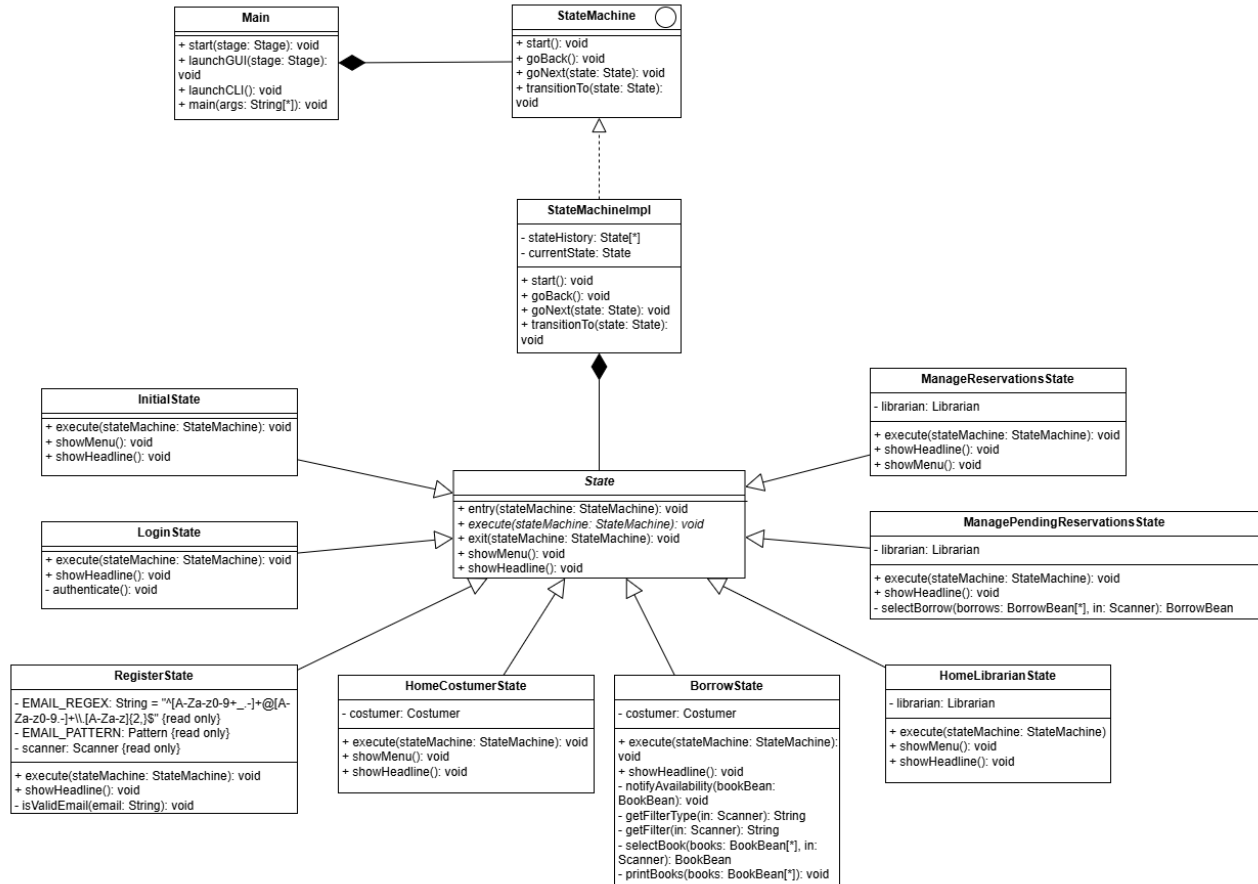 Main
+ start(stage: Stage): void
+ launchGUI(stage: Stage):
void
+ launchCLI(): void
+ main(args: String[*]): void
StateMachine
+ start(): void
+ goBack(): void
+ goNext(state: State): void
+ transitionTo(state: State):
void
StateMachineImpl
- stateHistory: State[*]
- currentState: State
+ start(): void
+ goBack(): void
+ goNext(state: State): void
+ transitionTo(state: State):
void
InitialState
+ execute(stateMachine: StateMachine): void
+ showMenu(): void
+ showHeadline(): void
ManageReservationsState
- librarian: Librarian
+ execute(stateMachine: StateMachine): void
+ showHeadline(): void
+ showMenu(): void
State
+ entry(stateMachine: StateMachine): void
+ execute(stateMachine: StateMachine): void
+ exit(stateMachine: StateMachine): void
+ showMenu(): void
+ showHeadline(): void
LoginState
+ execute(stateMachine: StateMachine): void
+ showHeadline(): void
- authenticate(): void
ManagePendingReservationsState
- librarian: Librarian
+ execute(stateMachine: StateMachine): void
+ showHeadline(): void
- selectBorrow(borrows: BorrowBean[*], in: Scanner): BorrowBean
RegisterState
- EMAIL_REGEX: String = "^[A-Za-z0-9+_.-]+@[A-
Za-z0-9.-]+\\.[A-Za-z]{2,}$" {read only}
- EMAIL_PATTERN: Pattern {read only}
- scanner: Scanner {read only}
+ execute(stateMachine: StateMachine): void
+ showHeadline(): void
- isValidEmail(email: String): void
HomeCostumerState
- costumer: Costumer
+ execute(stateMachine: StateMachine): void
+ showMenu(): void
+ showHeadline(): void
BorrowState
- costumer: Costumer
+ execute(stateMachine: StateMachine):
void
+ showHeadline(): void
- notifyAvailability(bookBean:
BookBean): void
- getFilterType(in: Scanner): String
- getFilter(in: Scanner): String
- selectBook(books: BookBean[*], in:
Scanner): BookBean
- printBooks(books: BookBean[*]): void
HomeLibrarianState
- librarian: Librarian
+ execute(stateMachine: StateMachine)
+ showMenu(): void
+ showHeadline(): void